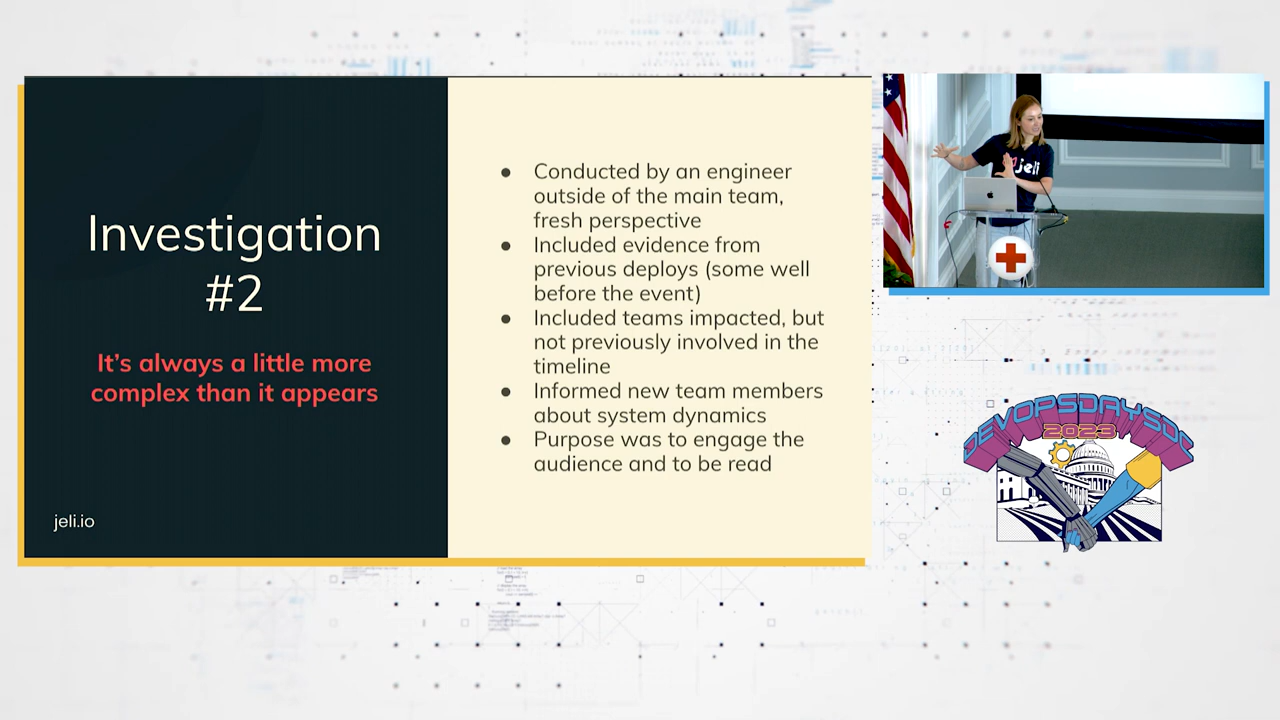 Investigation
#2
It's always a little more
complex than it appears
jeli.io
● Conducted by an engineer
outside of the main team,
fresh perspective
● Included evidence from
previous deploys (some well
before the event)
● Included teams impacted, but
not previously involved in the
timeline
● Informed new team members
about system dynamics
● Purpose was to engage the
audience and to be read
jeli
DEVOPSDAYSDC
2023